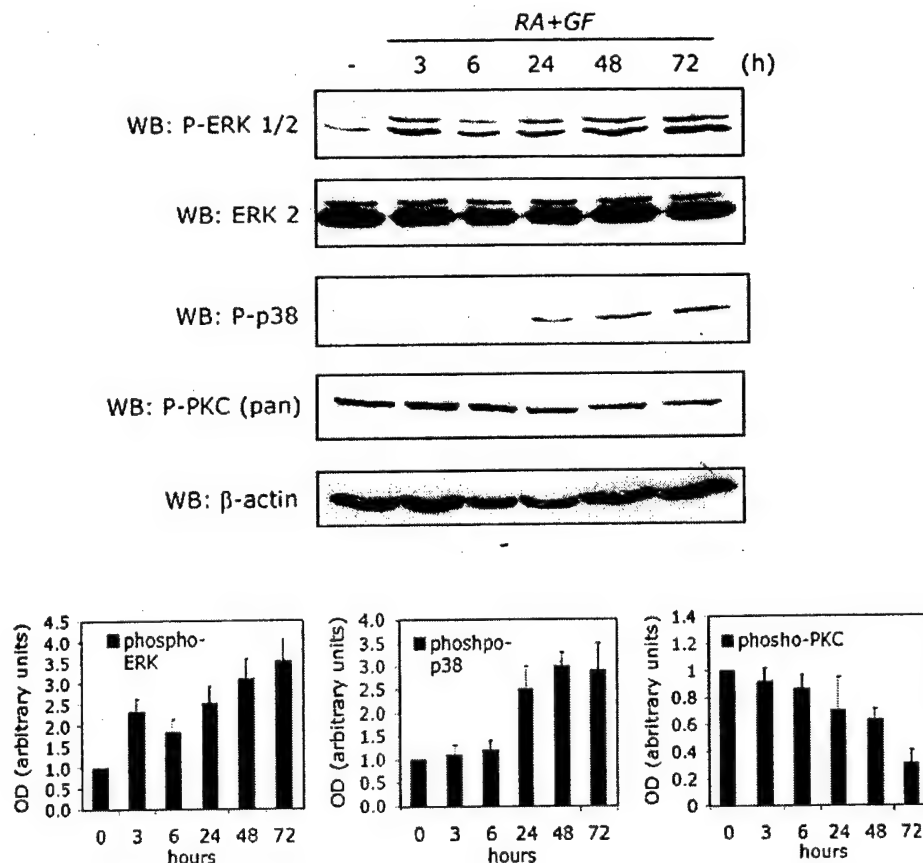 RA+GF
- 3 6 24 48 72 (h)
WB: P-ERK 1/2
WB: ERK 2
WB: P-p38
WB: P-PKC (pan)
WB: β-actin
OD (arbitrary units)
4.5
4.0
3.5
3.0
2.5
2.0
1.5
1.0
0.5
0.0
phospho-
ERK
0 3 6 24 48 72
hours
OD (arbitrary units)
4.0
3.5
3.0
2.5
2.0
1.5
1.0
0.5
0.0
phoshpo-
p38
0 3 6 24 48 72
hours
OD (abritrary units)
1.4
1.2
1
0.8
0.6
0.4
0.2
0
phosho-PKC
0 3 6 24 48 72
hours